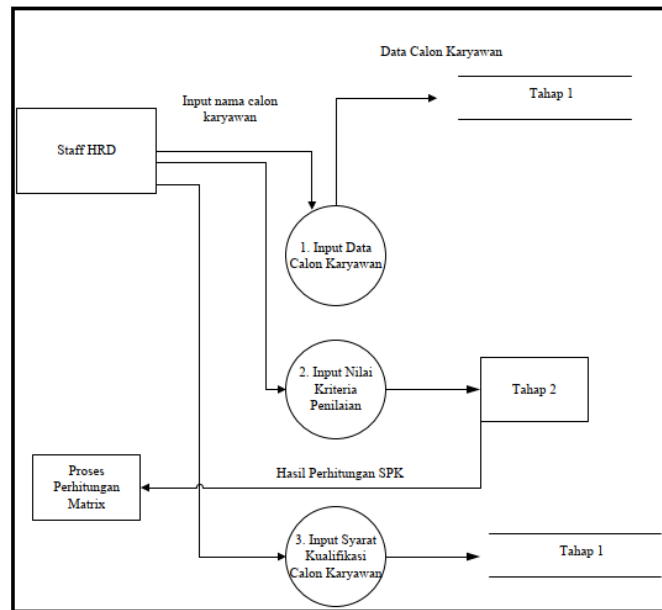 Data Calon Karyawan
Tahap 1
Input nama calon
karyawan
Staff HRD
1. Input Data
Calon Karyawan
2. Input Nilai
Kriteria
Penilaian
Tahap 2
Hasil Perhitungan SPK
Proses
Perhitungan
Matrix
3. Input Syarat
Kualifikasi
Calon Karyawan
Tahap 1